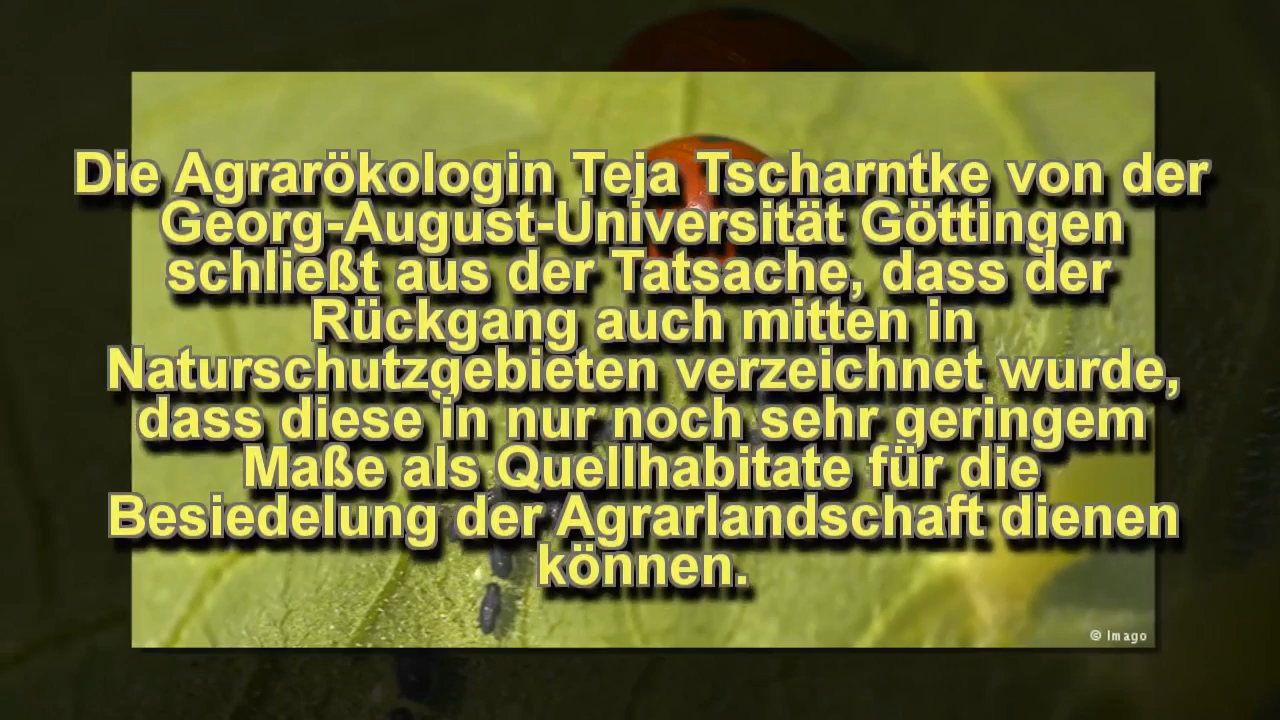 Die Agrarökologin Teja Tscharntke von der
Georg-August-Universität Göttingen
schließt aus der Tatsache, dass der
Rückgang auch mitten in
Naturschutzgebieten verzeichnet wurde,
dass diese in nur noch sehr geringem
Maße als Quellhabitate für die
Besiedelung der Agrarlandschaft dienen
können.
© Imago